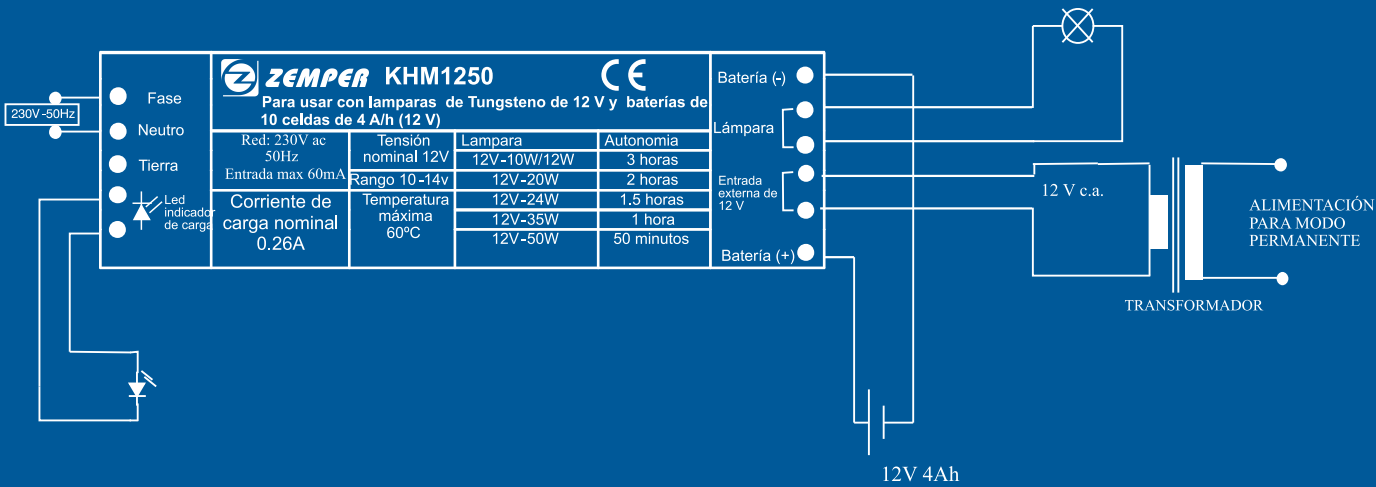 230V-50Hz
Fase
Neutro
Tierra
Led
indicador
de carga
ZEMPER KHM1250 CE
Para usar con lamparas de Tungsteno de 12 V y baterías de
10 celdas de 4 A/h (12 V)
Red: 230V ac
50Hz
Entrada max 60mA
Corriente de
carga nominal
0.26A
Tensión
nominal 12V
Rango 10-14v
Temperatura
máxima
60ºC
Lampara Autonomia
12V-10W/12W 3 horas
12V-20W 2 horas
12V-24W 1.5 horas
12V-35W 1 hora
12V-50W 50 minutos
Batería (-)
Lámpara
Entrada
externa de
12 V
Batería (+)
12 V c.a.
TRANSFORMADOR
ALIMENTACIÓN
PARA MODO
PERMANENTE
12V 4Ah